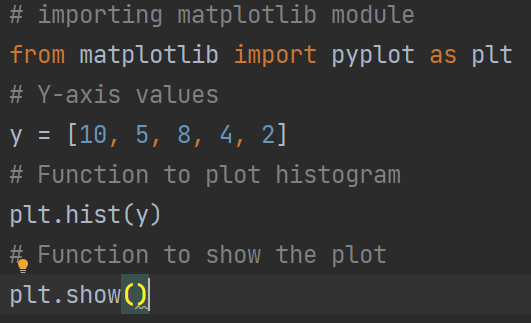 # importing matplotlib module
from matplotlib import pyplot as plt
# Y-axis values
y = [10, 5, 8, 4, 2]
# Function to plot histogram
plt.hist(y)
# Function to show the plot
plt.show()